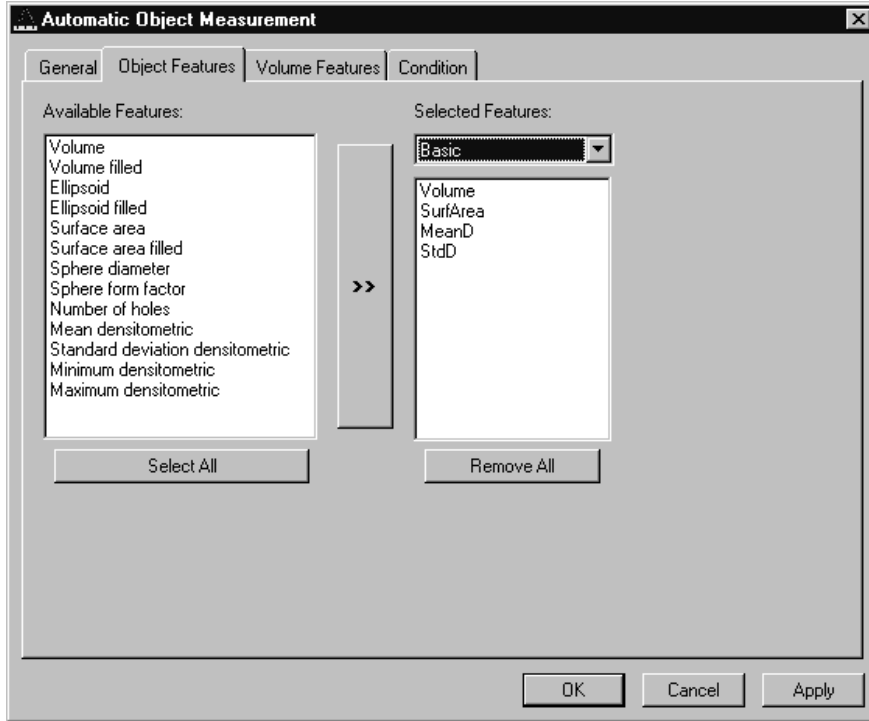 Automatic Object Measurement
General Object Features Volume Features Condition
Available Features:
Volume
Volume filled
Ellipsoid
Ellipsoid filled
Surface area
Surface area filled
Sphere diameter
Sphere form factor
Number of holes
Mean densitometric
Standard deviation densitometric
Minimum densitometric
Maximum densitometric
Select All
>>
Selected Features:
Basic
Volume
SurfArea
MeanD
StdD
Remove All
OK Cancel Apply